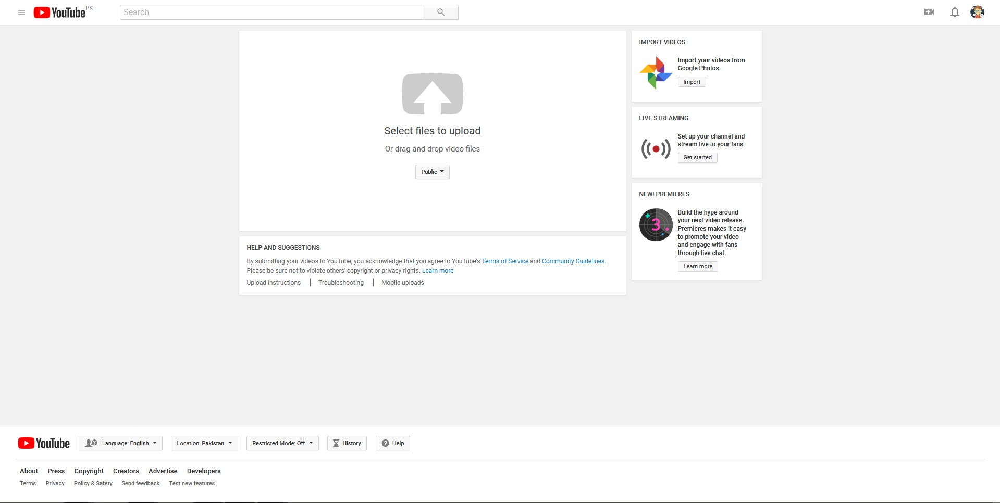 YouTube PK
Search
Select files to upload
Or drag and drop video files
Public
HELP AND SUGGESTIONS
By submitting your videos to YouTube, you acknowledge that you agree to YouTube's Terms of Service and Community Guidelines.
Please be sure not to violate others' copyright or privacy rights. Learn more
Upload instructions
Troubleshooting
Mobile uploads
IMPORT VIDEOS
Import your videos from
Google Photos
Import
LIVE STREAMING
Set up your channel and
stream live to your fans
Get started
NEW! PREMIERES
3
Build the hype around
your next video release.
Premieres makes it easy
to promote your video
and engage with fans
through live chat.
Learn more
YouTube
Language: English
Location: Pakistan
Restricted Mode: Off
History
Help
About Press Copyright Creators Advertise Developers
Terms Privacy Policy & Safety Send feedback Test new features